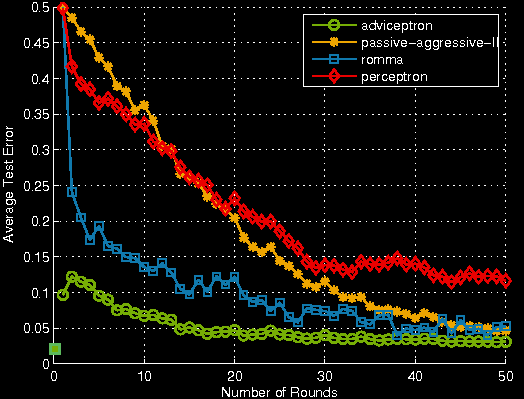 0.5
0.45
0.4
0.35
0.3
0.25
0.2
0.15
0.1
0.05
0
Average Test Error
adviceptron
passive-aggressive-II
romma
perceptron
0 10 20 30 40 50
Number of Rounds